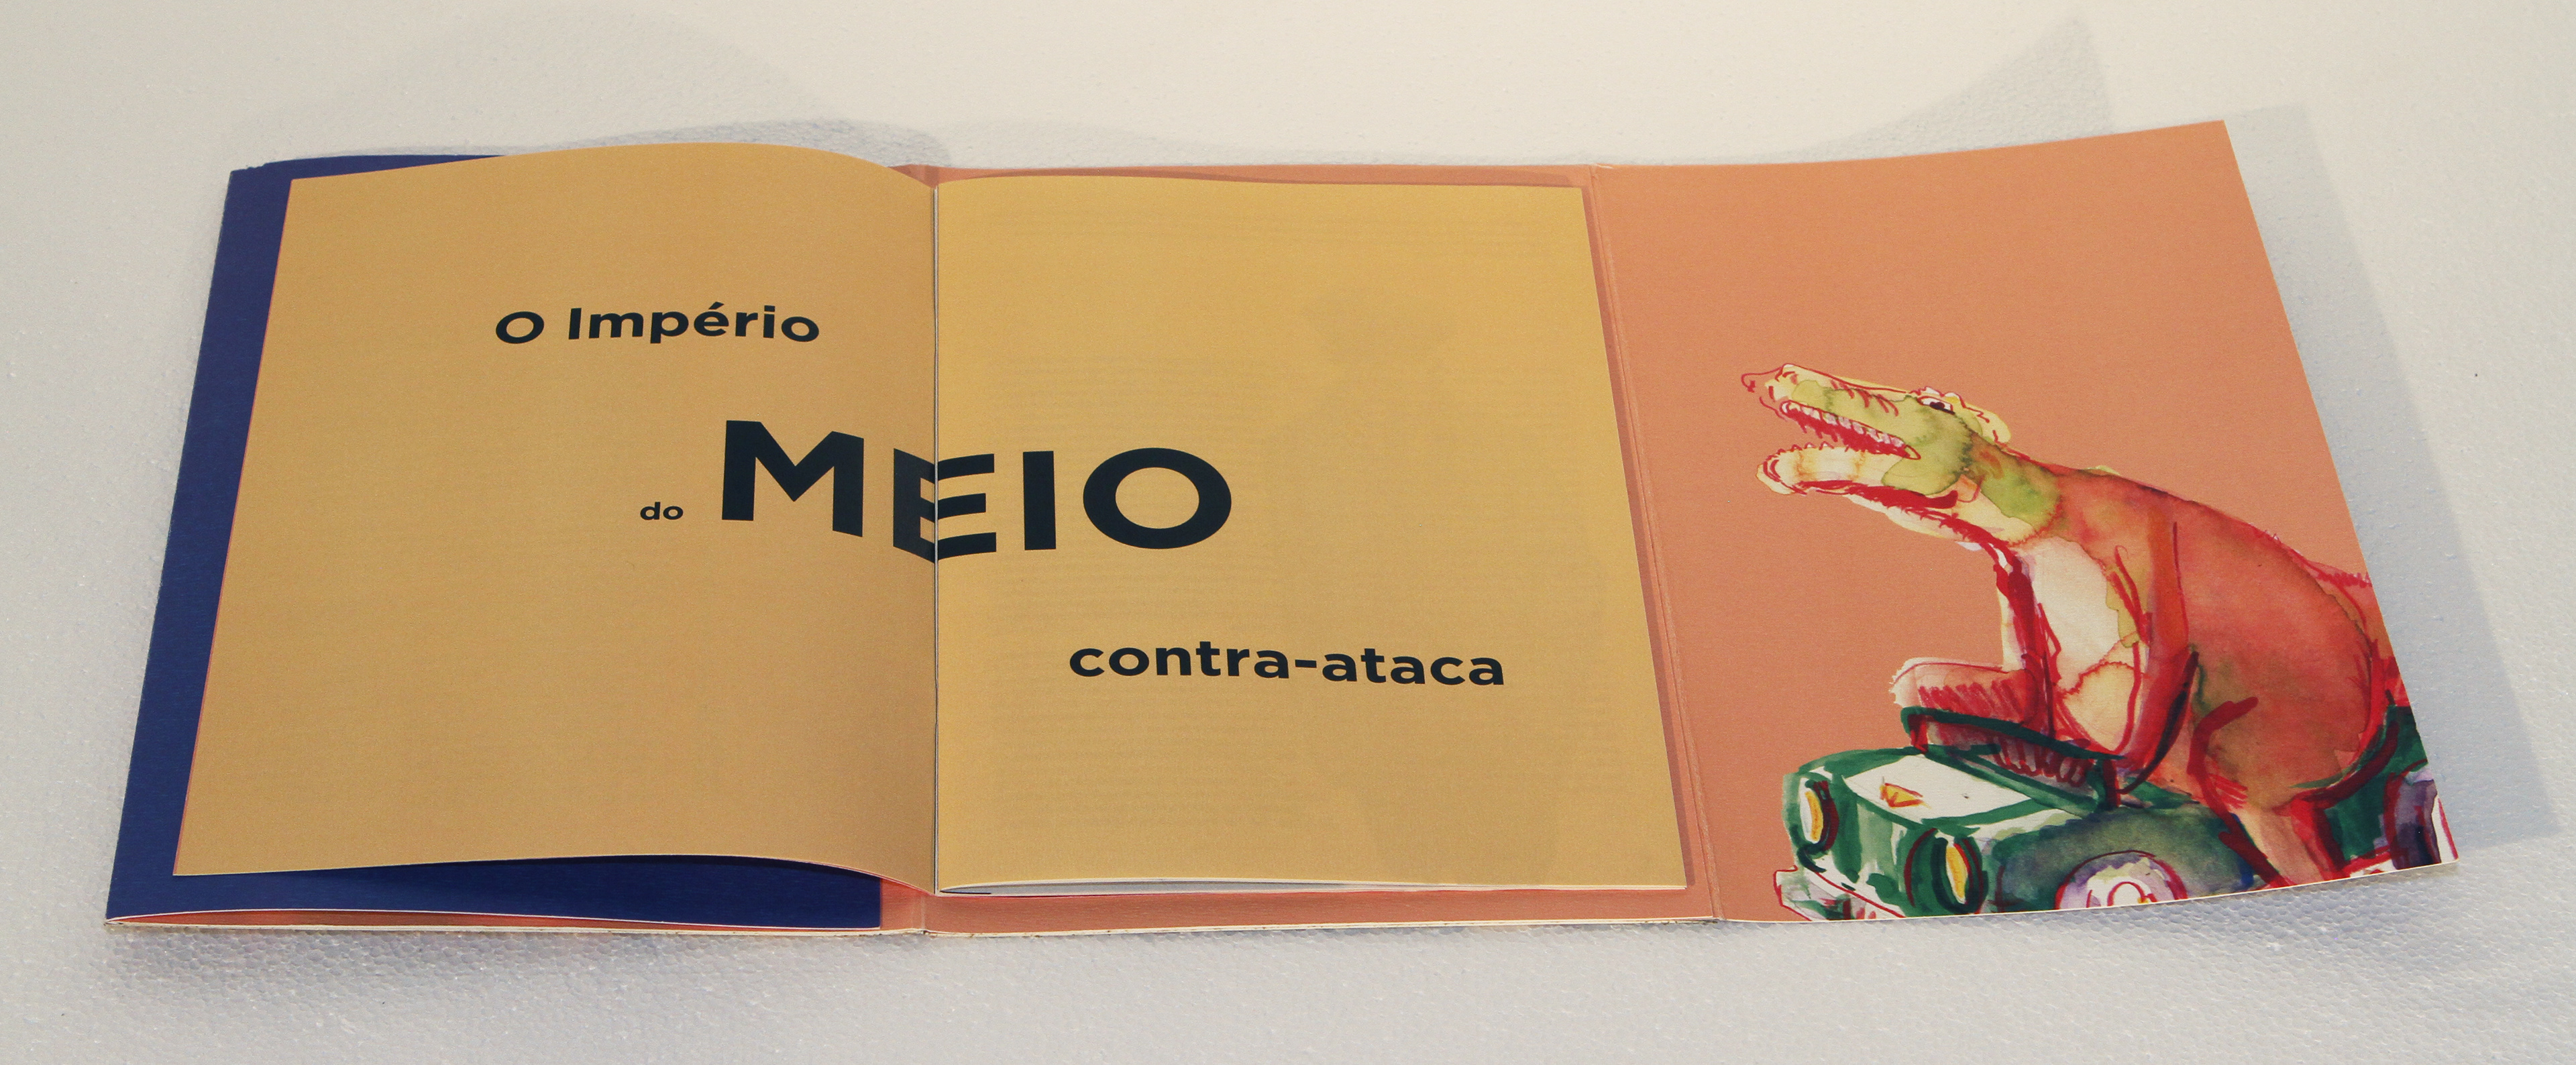 O Império
do MEIO
contra-ataca